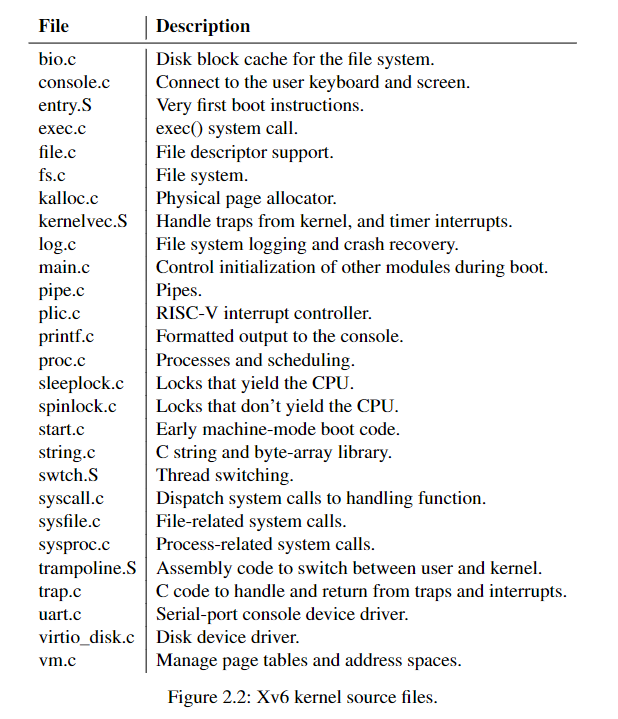 File Description
bio.c Disk block cache for the file system.
console.c Connect to the user keyboard and screen.
entry.S Very first boot instructions.
exec.c exec() system call.
file.c File descriptor support.
fs.c File system.
kalloc.c Physical page allocator.
kernelvec.S Handle traps from kernel, and timer interrupts.
log.c File system logging and crash recovery.
main.c Control initialization of other modules during boot.
pipe.c Pipes.
plic.c RISC-V interrupt controller.
printf.c Formatted output to the console.
proc.c Processes and scheduling.
sleeplock.c Locks that yield the CPU.
spinlock.c Locks that don’t yield the CPU.
start.c Early machine-mode boot code.
string.c C string and byte-array library.
swtch.S Thread switching.
syscall.c Dispatch system calls to handling function.
sysfile.c File-related system calls.
sysproc.c Process-related system calls.
trampoline.S Assembly code to switch between user and kernel.
trap.c C code to handle and return from traps and interrupts.
uart.c Serial-port console device driver.
virtio_disk.c Disk device driver.
vm.c Manage page tables and address spaces.
Figure 2.2: Xv6 kernel source files.